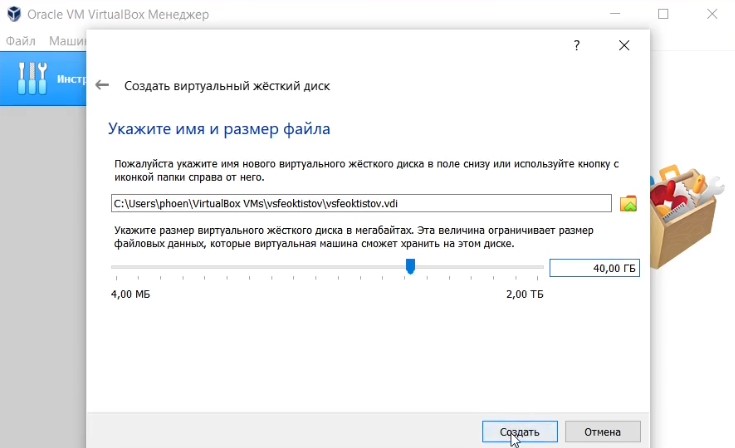 Oracle VM VirtualBox Менеджер
Файл
Создать виртуальный жёсткий диск
Укажите имя и размер файла
Пожалуйста укажите имя нового виртуального жёсткого диска в поле снизу или используйте кнопку с
иконкой папки справа от него.
C:\Users\phoen\VirtualBox VMs\vsfeoktistov\vsfeoktistov.vdi
Укажите размер виртуального жёсткого диска в мегабайтах. Эта величина ограничивает размер
файловых данных, которые виртуальная машина сможет хранить на этом диске.
40,00 ГБ
4,00 МБ 2,00 ТБ
Создать Отмена